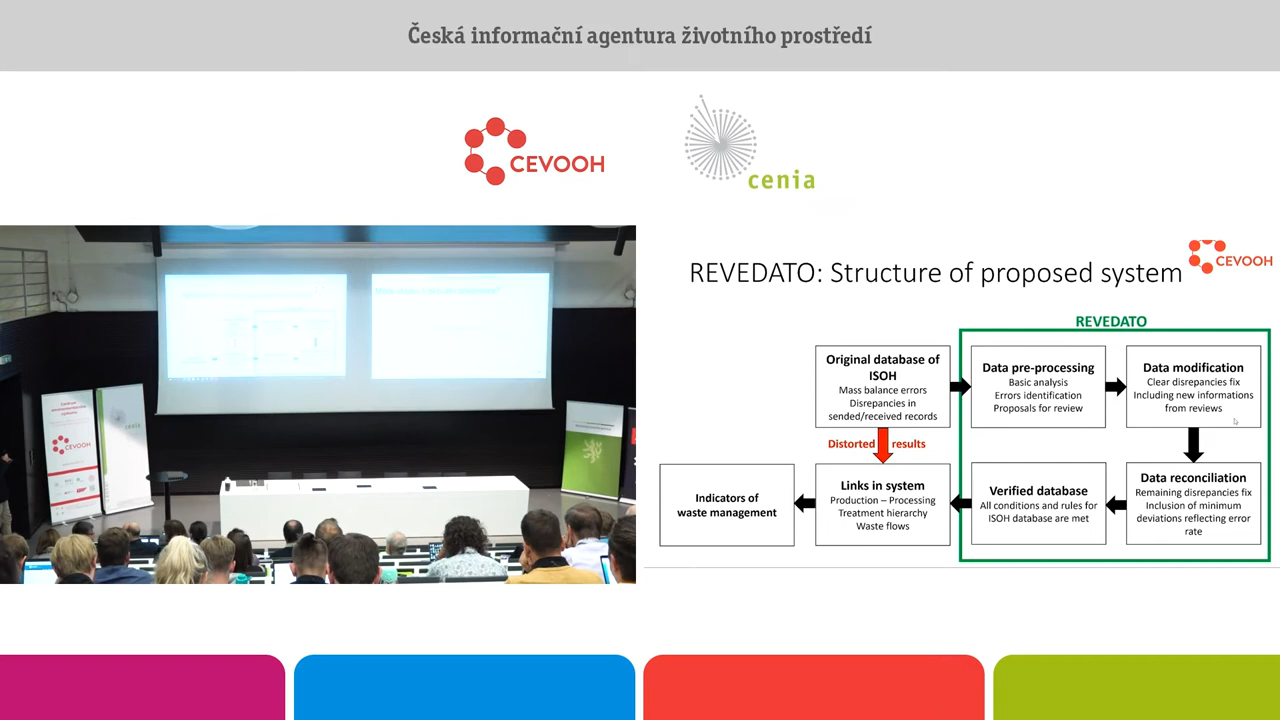 Česká informační agentura životního prostředí
CEVOOH
cenia
CEVOOH
REVEDATO: Structure of proposed system
REVEDATO
Original database of
ISOH
Mass balance errors
Disrepancies in
sended/received records
Data pre-processing
Basic analysis
Errors identification
Proposals for review
Data modification
Clear disrepancies fix
Including new informations
from reviews
Distorted results
Indicators of
waste management
Links in system
Production – Processing
Treatment hierarchy
Waste flows
Verified database
All conditions and rules for
ISOH database are met
Data reconciliation
Remaining disrepancies fix
Inclusion of minimum
deviations reflecting error
rate
CEVOOH
cenia